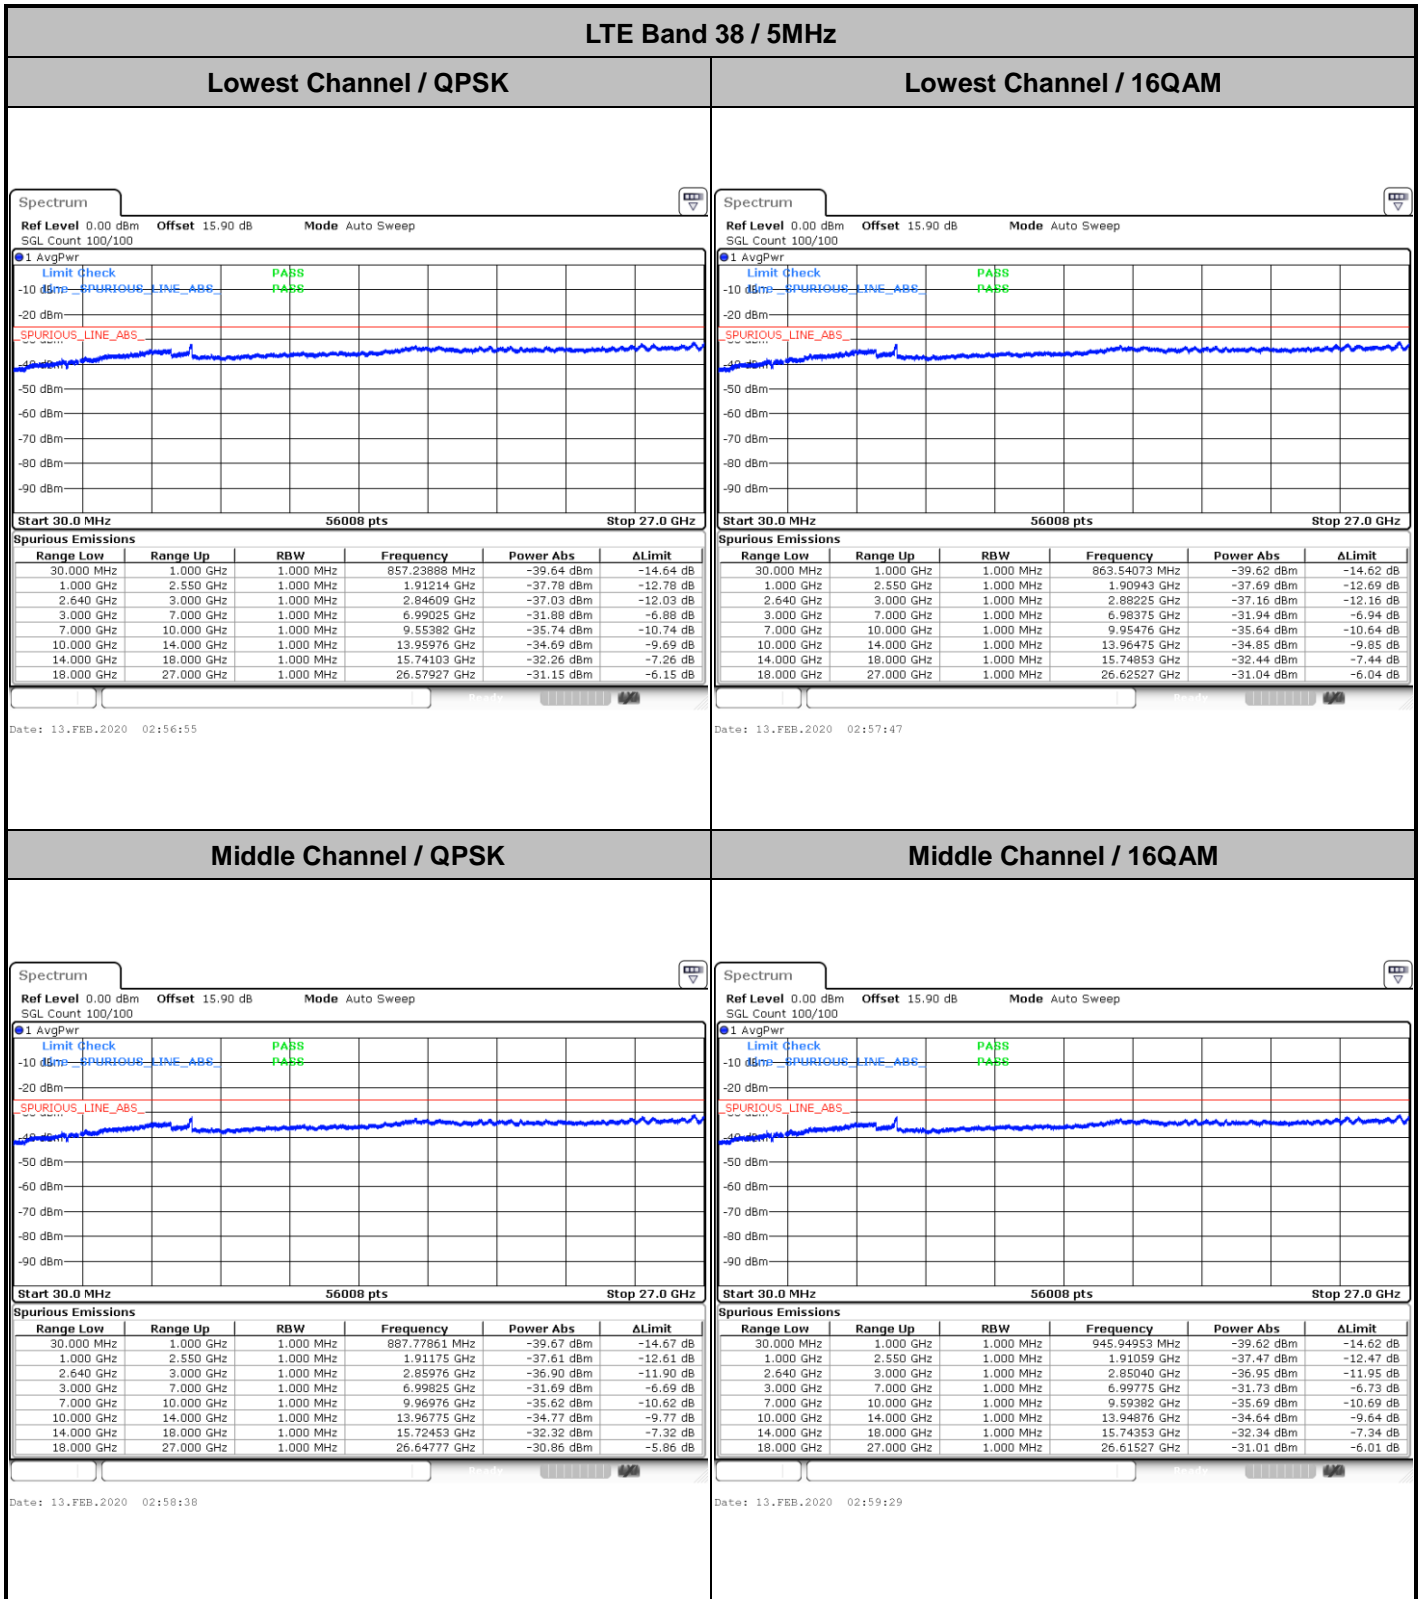 LTE Band 38 / 5MHz
Lowest Channel / QPSK
Lowest Channel / 16QAM
Spectrum
Ref Level 0.00 dBm Offset 15.90 dB Mode Auto Sweep
SGL Count 100/100
1 AvgPwr
Limit Check PASS
Line _SPURIOUS_LINE_ABS_ PASS
-10 dBm
-20 dBm
_SPURIOUS_LINE_ABS_
-40 dBm
-50 dBm
-60 dBm
-70 dBm
-80 dBm
-90 dBm
Start 30.0 MHz 56008 pts Stop 27.0 GHz
Spurious Emissions
Range Low Range Up RBW Frequency Power Abs ΔLimit
30.000 MHz 1.000 GHz 1.000 MHz 857.23888 MHz -39.64 dBm -14.64 dB
1.000 GHz 2.550 GHz 1.000 MHz 1.91214 GHz -37.78 dBm -12.78 dB
2.640 GHz 3.000 GHz 1.000 MHz 2.84609 GHz -37.03 dBm -12.03 dB
3.000 GHz 7.000 GHz 1.000 MHz 6.99025 GHz -31.88 dBm -6.88 dB
7.000 GHz 10.000 GHz 1.000 MHz 9.55382 GHz -35.74 dBm -10.74 dB
10.000 GHz 14.000 GHz 1.000 MHz 13.95976 GHz -34.69 dBm -9.69 dB
14.000 GHz 18.000 GHz 1.000 MHz 15.74103 GHz -32.26 dBm -7.26 dB
18.000 GHz 27.000 GHz 1.000 MHz 26.57927 GHz -31.15 dBm -6.15 dB
Date: 13.FEB.2020 02:56:55
Spectrum
Ref Level 0.00 dBm Offset 15.90 dB Mode Auto Sweep
SGL Count 100/100
1 AvgPwr
Limit Check PASS
Line _SPURIOUS_LINE_ABS_ PASS
-10 dBm
-20 dBm
_SPURIOUS_LINE_ABS_
-40 dBm
-50 dBm
-60 dBm
-70 dBm
-80 dBm
-90 dBm
Start 30.0 MHz 56008 pts Stop 27.0 GHz
Spurious Emissions
Range Low Range Up RBW Frequency Power Abs ΔLimit
30.000 MHz 1.000 GHz 1.000 MHz 863.54073 MHz -39.62 dBm -14.62 dB
1.000 GHz 2.550 GHz 1.000 MHz 1.90943 GHz -37.69 dBm -12.69 dB
2.640 GHz 3.000 GHz 1.000 MHz 2.88225 GHz -37.16 dBm -12.16 dB
3.000 GHz 7.000 GHz 1.000 MHz 6.98375 GHz -31.94 dBm -6.94 dB
7.000 GHz 10.000 GHz 1.000 MHz 9.95476 GHz -35.64 dBm -10.64 dB
10.000 GHz 14.000 GHz 1.000 MHz 13.96475 GHz -34.85 dBm -9.85 dB
14.000 GHz 18.000 GHz 1.000 MHz 15.74853 GHz -32.44 dBm -7.44 dB
18.000 GHz 27.000 GHz 1.000 MHz 26.62527 GHz -31.04 dBm -6.04 dB
Date: 13.FEB.2020 02:57:47
Middle Channel / QPSK
Middle Channel / 16QAM
Spectrum
Ref Level 0.00 dBm Offset 15.90 dB Mode Auto Sweep
SGL Count 100/100
1 AvgPwr
Limit Check PASS
Line _SPURIOUS_LINE_ABS_ PASS
-10 dBm
-20 dBm
_SPURIOUS_LINE_ABS_
-40 dBm
-50 dBm
-60 dBm
-70 dBm
-80 dBm
-90 dBm
Start 30.0 MHz 56008 pts Stop 27.0 GHz
Spurious Emissions
Range Low Range Up RBW Frequency Power Abs ΔLimit
30.000 MHz 1.000 GHz 1.000 MHz 887.77861 MHz -39.67 dBm -14.67 dB
1.000 GHz 2.550 GHz 1.000 MHz 1.91175 GHz -37.61 dBm -12.61 dB
2.640 GHz 3.000 GHz 1.000 MHz 2.85976 GHz -36.90 dBm -11.90 dB
3.000 GHz 7.000 GHz 1.000 MHz 6.99825 GHz -31.69 dBm -6.69 dB
7.000 GHz 10.000 GHz 1.000 MHz 9.96976 GHz -35.62 dBm -10.62 dB
10.000 GHz 14.000 GHz 1.000 MHz 13.96775 GHz -34.77 dBm -9.77 dB
14.000 GHz 18.000 GHz 1.000 MHz 15.72453 GHz -32.32 dBm -7.32 dB
18.000 GHz 27.000 GHz 1.000 MHz 26.64777 GHz -30.86 dBm -5.86 dB
Date: 13.FEB.2020 02:58:38
Spectrum
Ref Level 0.00 dBm Offset 15.90 dB Mode Auto Sweep
SGL Count 100/100
1 AvgPwr
Limit Check PASS
Line _SPURIOUS_LINE_ABS_ PASS
-10 dBm
-20 dBm
_SPURIOUS_LINE_ABS_
-40 dBm
-50 dBm
-60 dBm
-70 dBm
-80 dBm
-90 dBm
Start 30.0 MHz 56008 pts Stop 27.0 GHz
Spurious Emissions
Range Low Range Up RBW Frequency Power Abs ΔLimit
30.000 MHz 1.000 GHz 1.000 MHz 945.94953 MHz -39.62 dBm -14.62 dB
1.000 GHz 2.550 GHz 1.000 MHz 1.91059 GHz -37.47 dBm -12.47 dB
2.640 GHz 3.000 GHz 1.000 MHz 2.85040 GHz -36.95 dBm -11.95 dB
3.000 GHz 7.000 GHz 1.000 MHz 6.99775 GHz -31.73 dBm -6.73 dB
7.000 GHz 10.000 GHz 1.000 MHz 9.59382 GHz -35.69 dBm -10.69 dB
10.000 GHz 14.000 GHz 1.000 MHz 13.94876 GHz -34.64 dBm -9.64 dB
14.000 GHz 18.000 GHz 1.000 MHz 15.74353 GHz -32.34 dBm -7.34 dB
18.000 GHz 27.000 GHz 1.000 MHz 26.61527 GHz -31.01 dBm -6.01 dB
Date: 13.FEB.2020 02:59:29